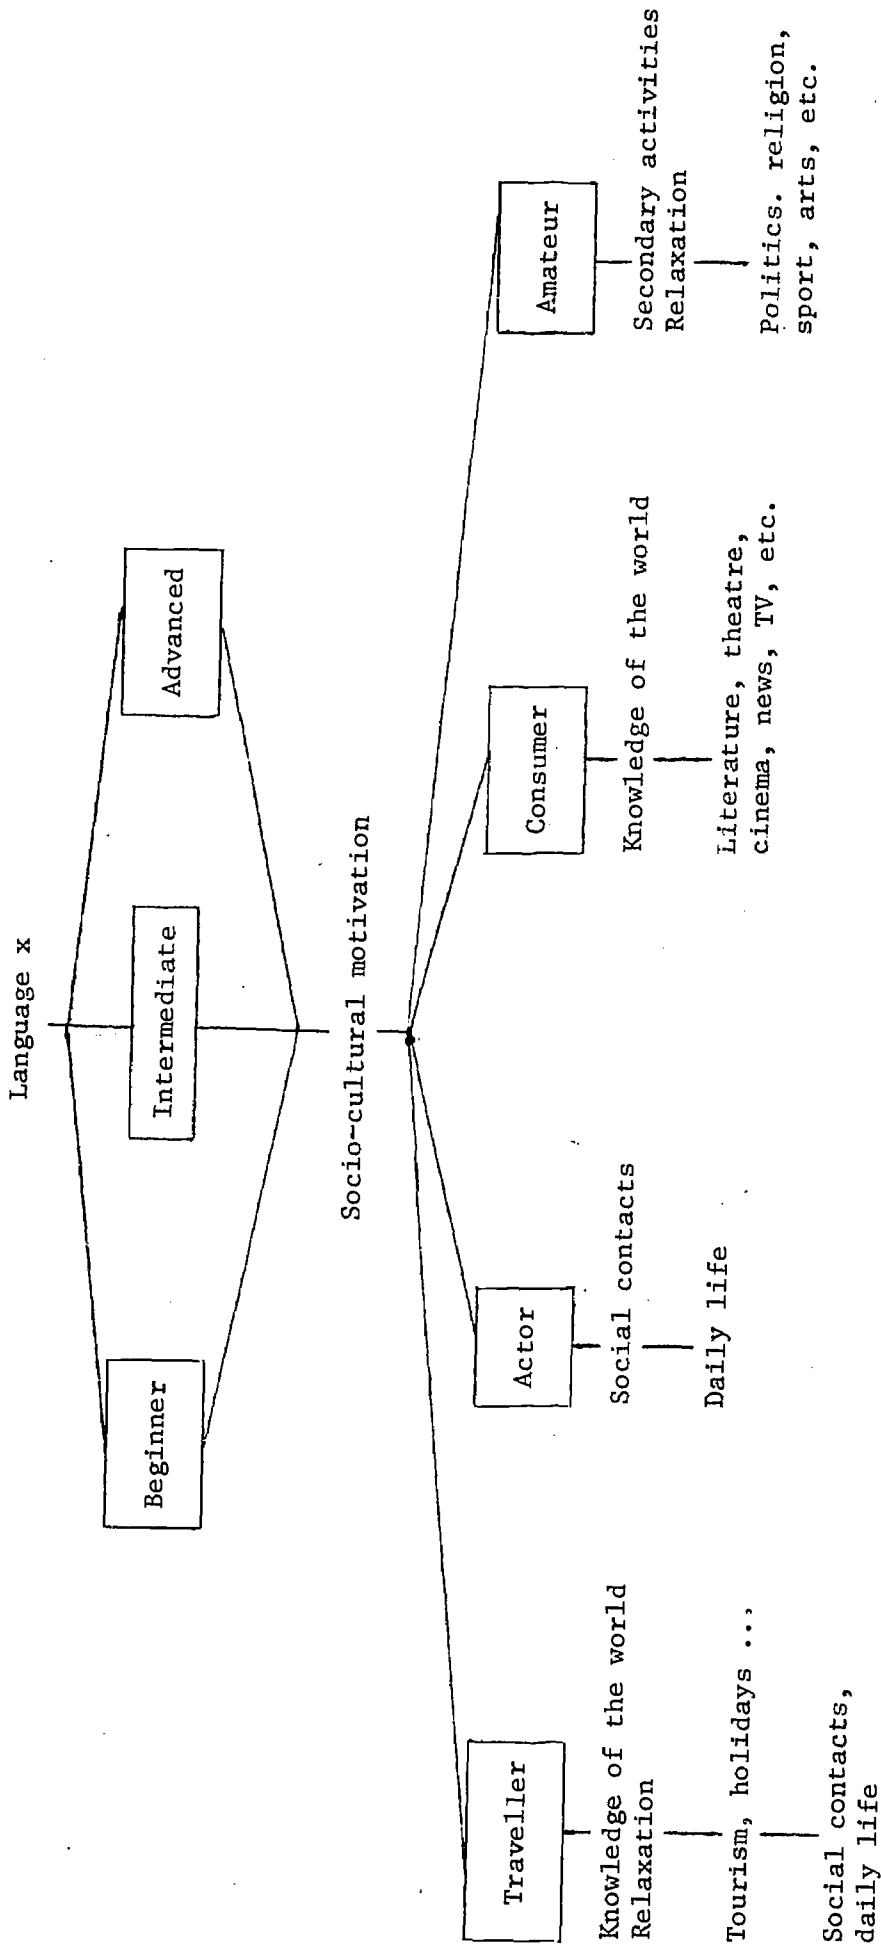 Language x
Beginner
Intermediate
Advanced
Socio-cultural motivation
Traveller
Actor
Consumer
Amateur
Knowledge of the world
Relaxation
Social contacts
Knowledge of the world
Secondary activities
Relaxation
Tourism, holidays ..,
Daily life
Literature, theatre,
cinema, news, TV, etc.
Politics. religion,
sport, arts, etc.
Social contacts,
daily life